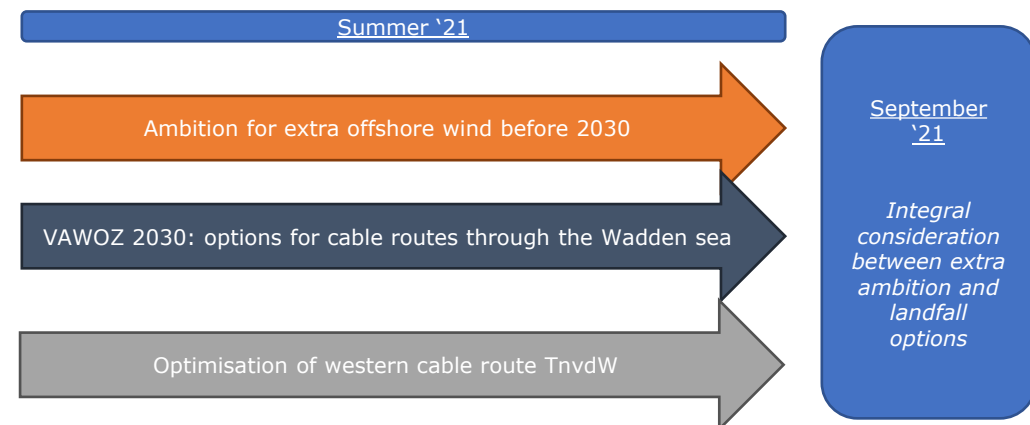 Summer ‘21
Ambition for extra offshore wind before 2030
VAWOZ 2030: options for cable routes through the Wadden sea
Optimisation of western cable route TnvdW
September
‘21
Integral
consideration
between extra
ambition and
landfall
options